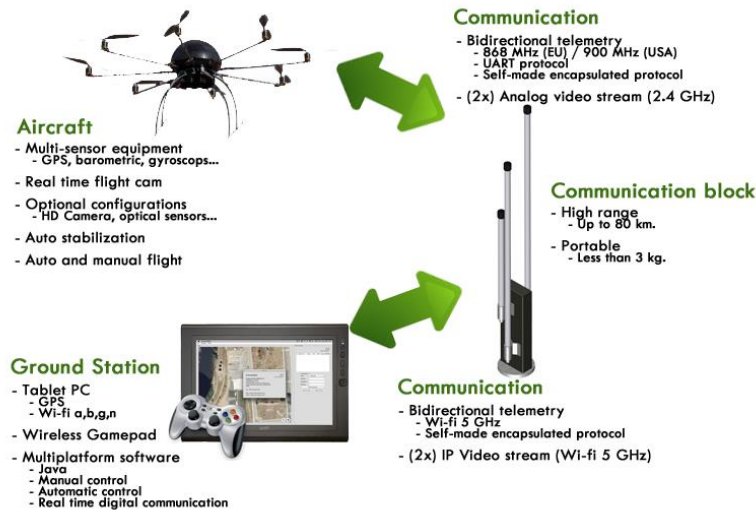 Communication
- Bidirectional telemetry
- 868 MHz (EU) / 900 MHz (USA)
- UART protocol
- Self-made encapsulated protocol
- (2x) Analog video stream (2.4 GHz)
Aircraft
- Multi-sensor equipment
- GPS, barometric, gyroscops...
- Real time flight cam
- Optional configurations
- HD Camera, optical sensors...
- Auto stabilization
- Auto and manual flight
Communication block
- High range
- Up to 80 km.
- Portable
- Less than 3 kg.
Ground Station
- Tablet PC
- GPS
- Wi-fi a,b,g,n
- Wireless Gamepad
- Multiplatform software
- Java
- Manual control
- Automatic control
- Real time digital communication
Communication
- Bidirectional telemetry
- Wi-fi 5 GHz
- Self-made encapsulated protocol
- (2x) IP Video stream (Wi-fi 5 GHz)